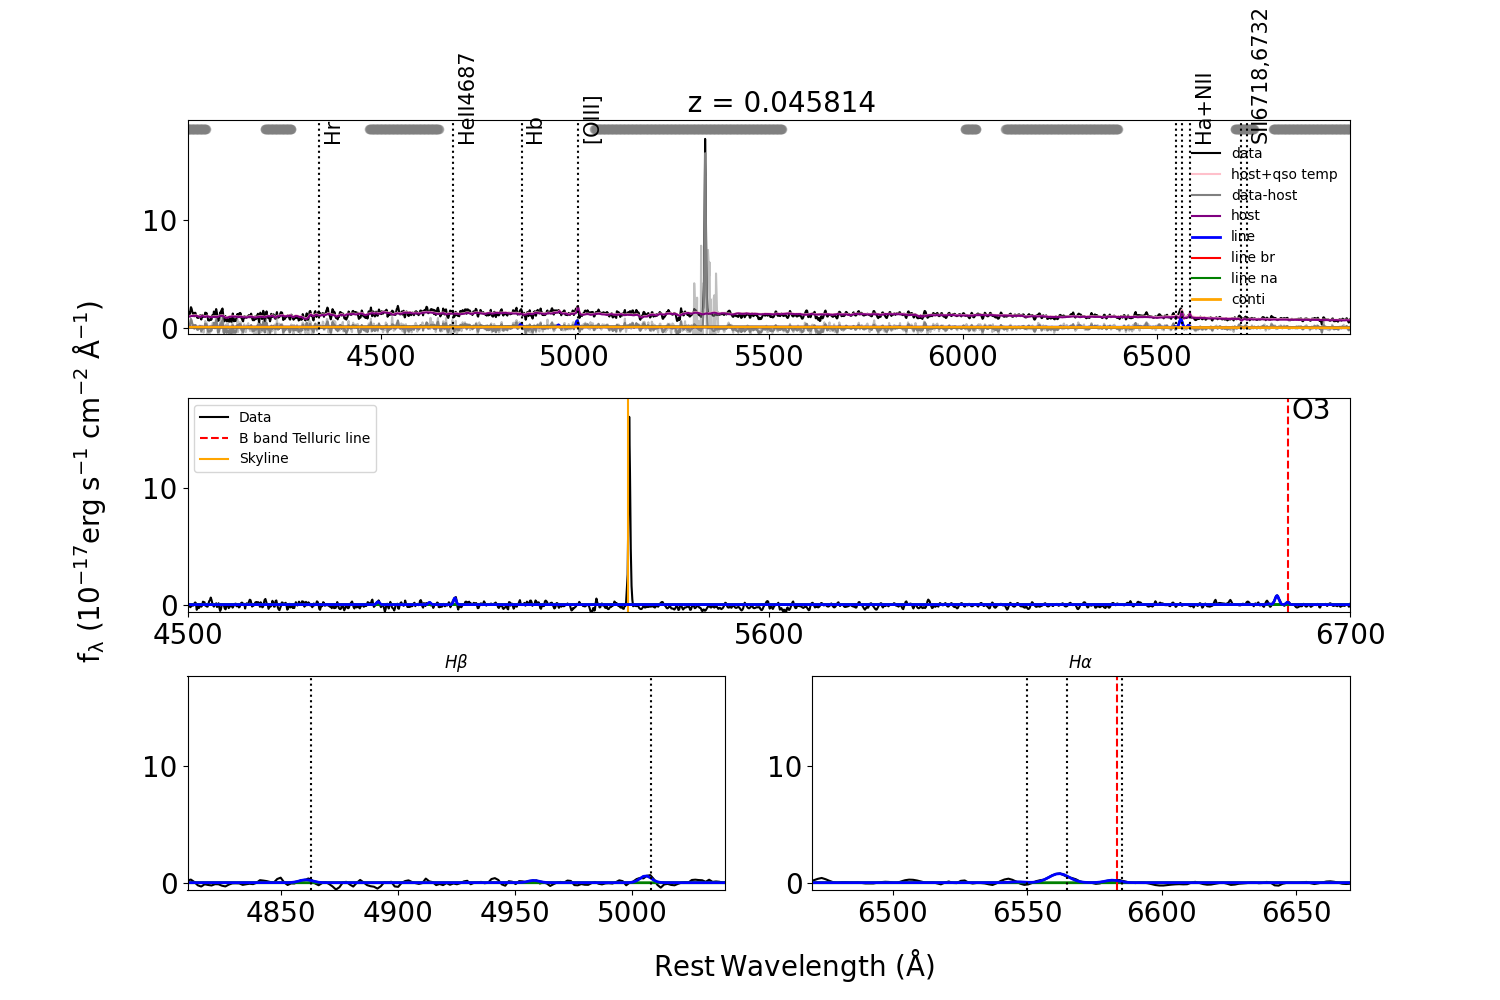 z = 0.045814
Hr
HeII4687
Hb
[OIII]
Ha+NII
SII6718,6732
data
host+qso temp
data-host
host
line
line br
line na
conti
10
0
4500 5000 5500 6000 6500
Data
B band Telluric line
Skyline
O3
10
0
4500 5600 6700
fλ (10⁻¹⁷erg s⁻¹ cm⁻² Å⁻¹)
Hβ
10
0
4850 4900 4950 5000
Hα
10
0
6500 6550 6600 6650
Rest Wavelength (Å)